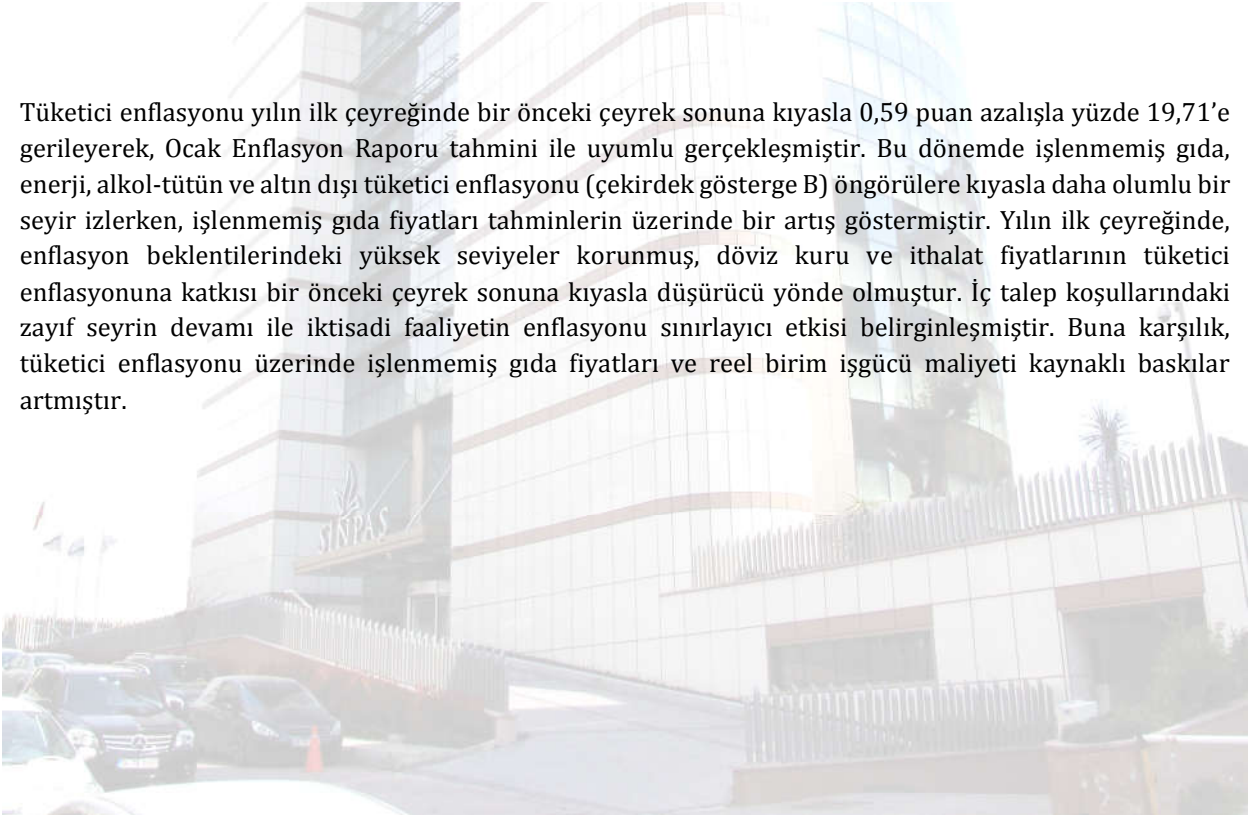 Tüketici enflasyonu yılın ilk çeyreğinde bir önceki çeyrek sonuna kıyasla 0,59 puan azalışla yüzde 19,71’e
gerileyerek, Ocak Enflasyon Raporu tahmini ile uyumlu gerçekleşmiştir. Bu dönemde işlenmemiş gıda,
enerji, alkol-tütün ve altın dışı tüketici enflasyonu (çekirdek gösterge B) öngörülere kıyasla daha olumlu bir
seyir izlerken, işlenmemiş gıda fiyatları tahminlerin üzerinde bir artış göstermiştir. Yılın ilk çeyreğinde,
enflasyon beklentilerindeki yüksek seviyeler korunmuş, döviz kuru ve ithalat fiyatlarının tüketici
enflasyonuna katkısı bir önceki çeyrek sonuna kıyasla düşürücü yönde olmuştur. İç talep koşullarındaki
zayıf seyrin devamı ile iktisadi faaliyetin enflasyonu sınırlayıcı etkisi belirginleşmiştir. Buna karşılık,
tüketici enflasyonu üzerinde işlenmemiş gıda fiyatları ve reel birim işgücü maliyeti kaynaklı baskılar
artmıştır.
SİNPAŞ